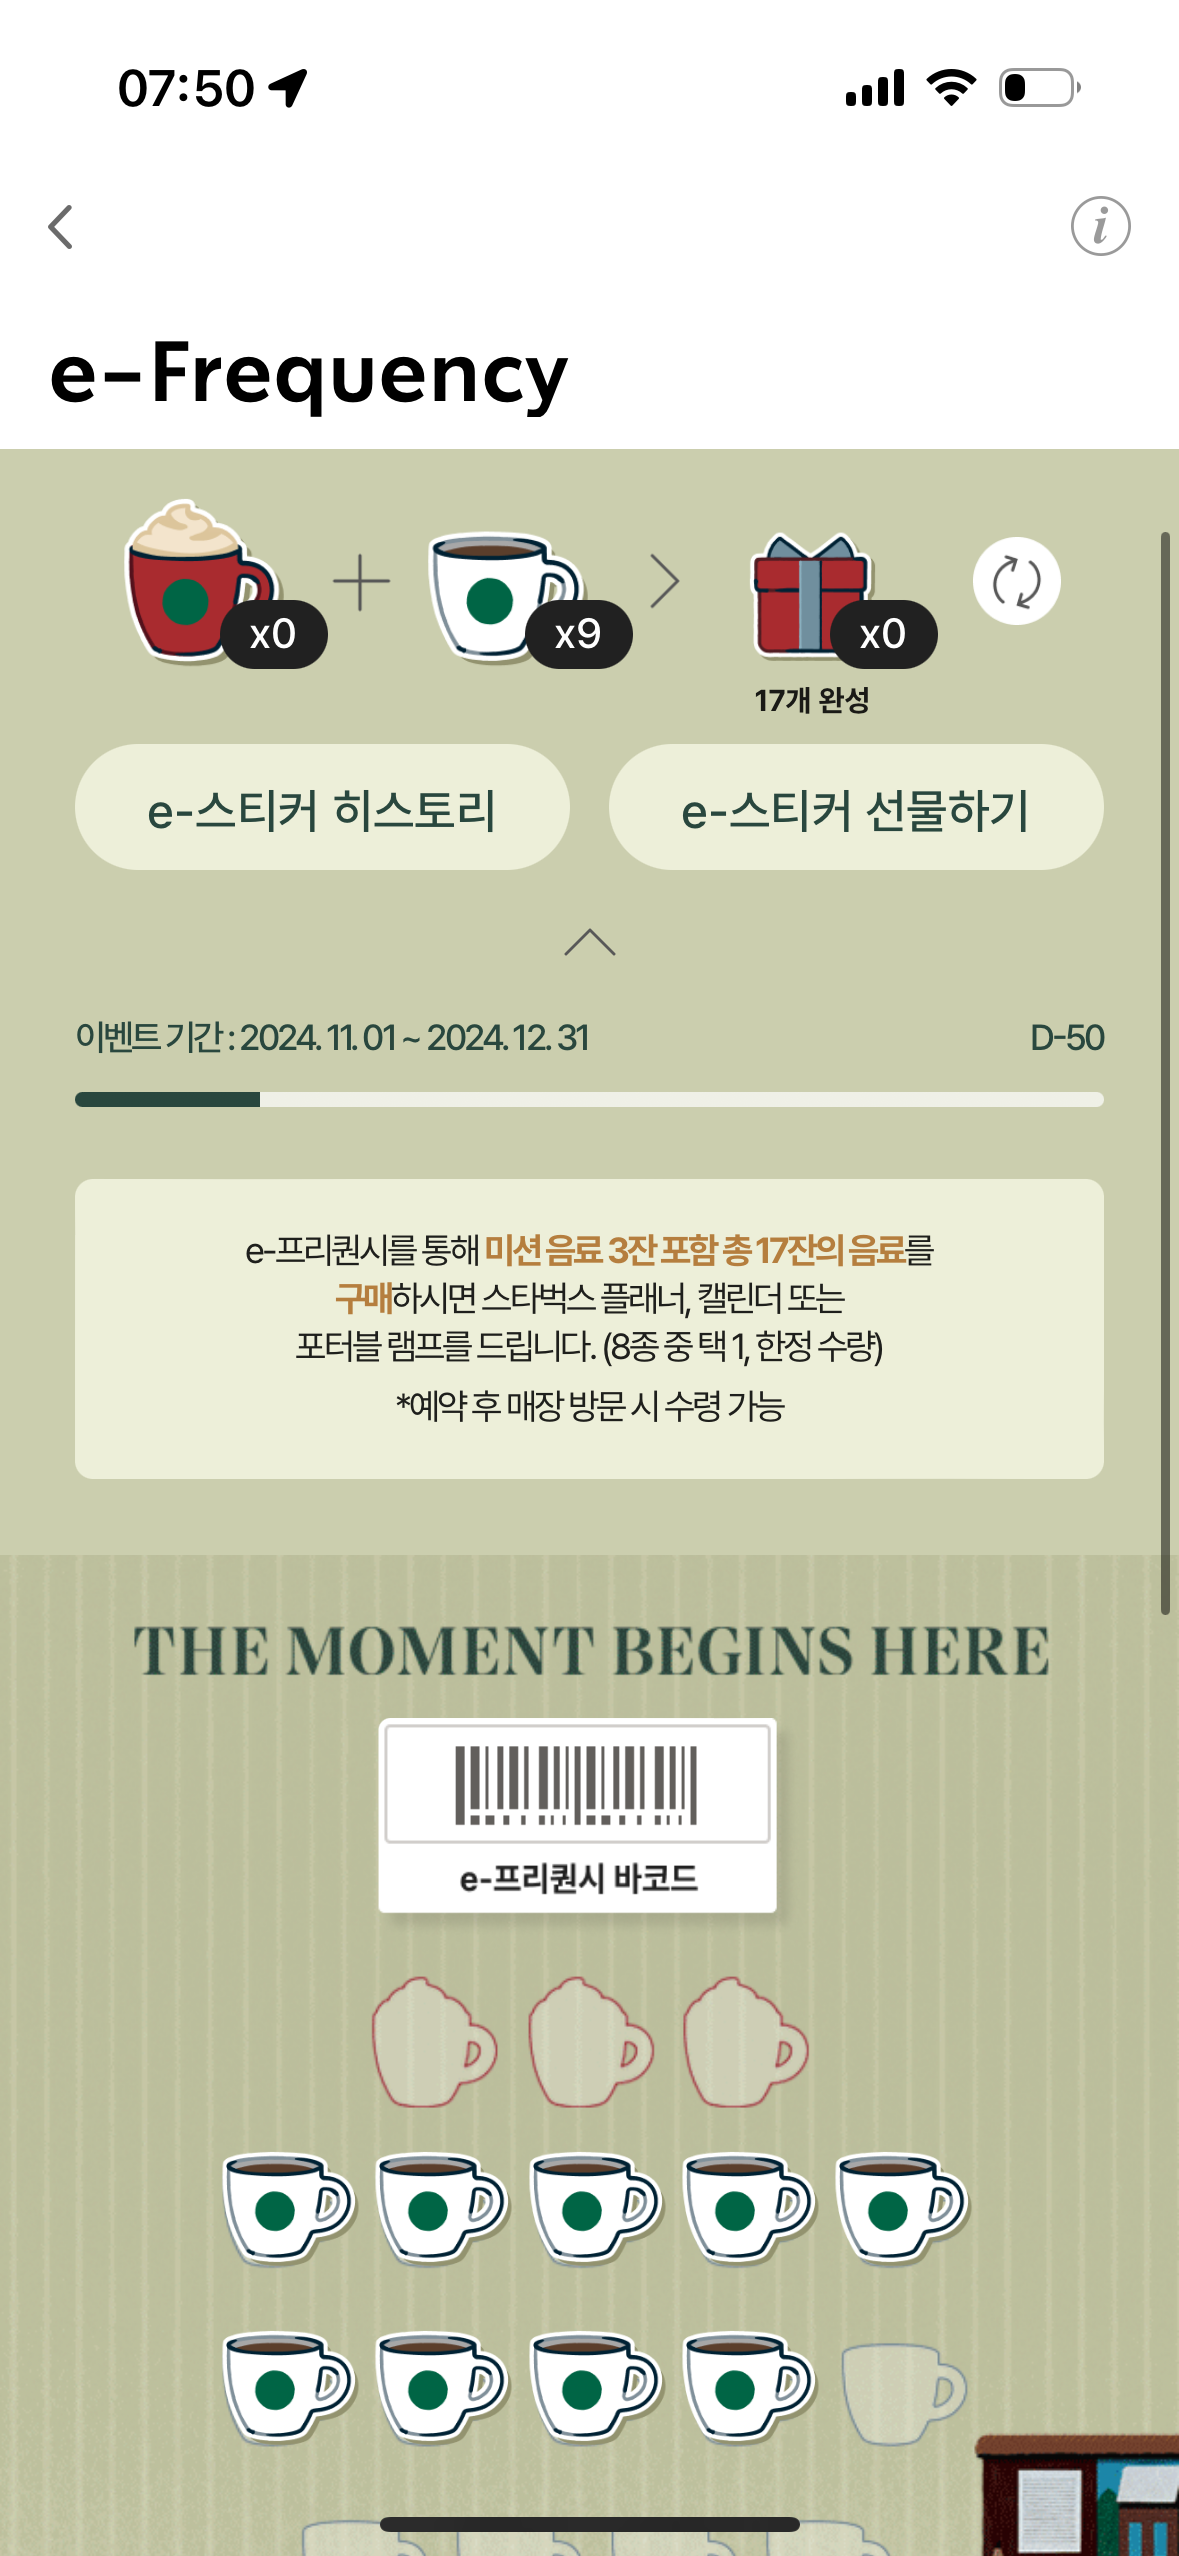 07:50
i
e-Frequency
x0
x9
x0
17개 완성
e-스티커 히스토리
e-스티커 선물하기
이벤트 기간 : 2024. 11. 01 ~ 2024. 12. 31
D-50
e-프리퀀시를 통해 미션 음료 3잔 포함 총 17잔의 음료를
구매하시면 스타벅스 플래너, 캘린더 또는
포터블 램프를 드립니다. (8종 중 택 1, 한정 수량)
*예약 후 매장 방문 시 수령 가능
THE MOMENT BEGINS HERE
e-프리퀀시 바코드